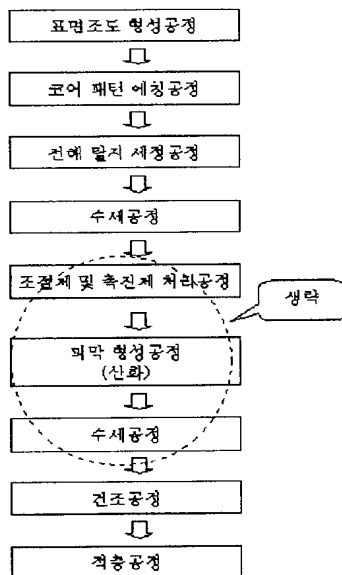 표면조도 형성공정
코어 패턴 에칭공정
전해 탈지 세정공정
수세공정
조절제 및 촉진제 처리공정
생략
피막 형성공정
(산화)
수세공정
건조공정
적층공정